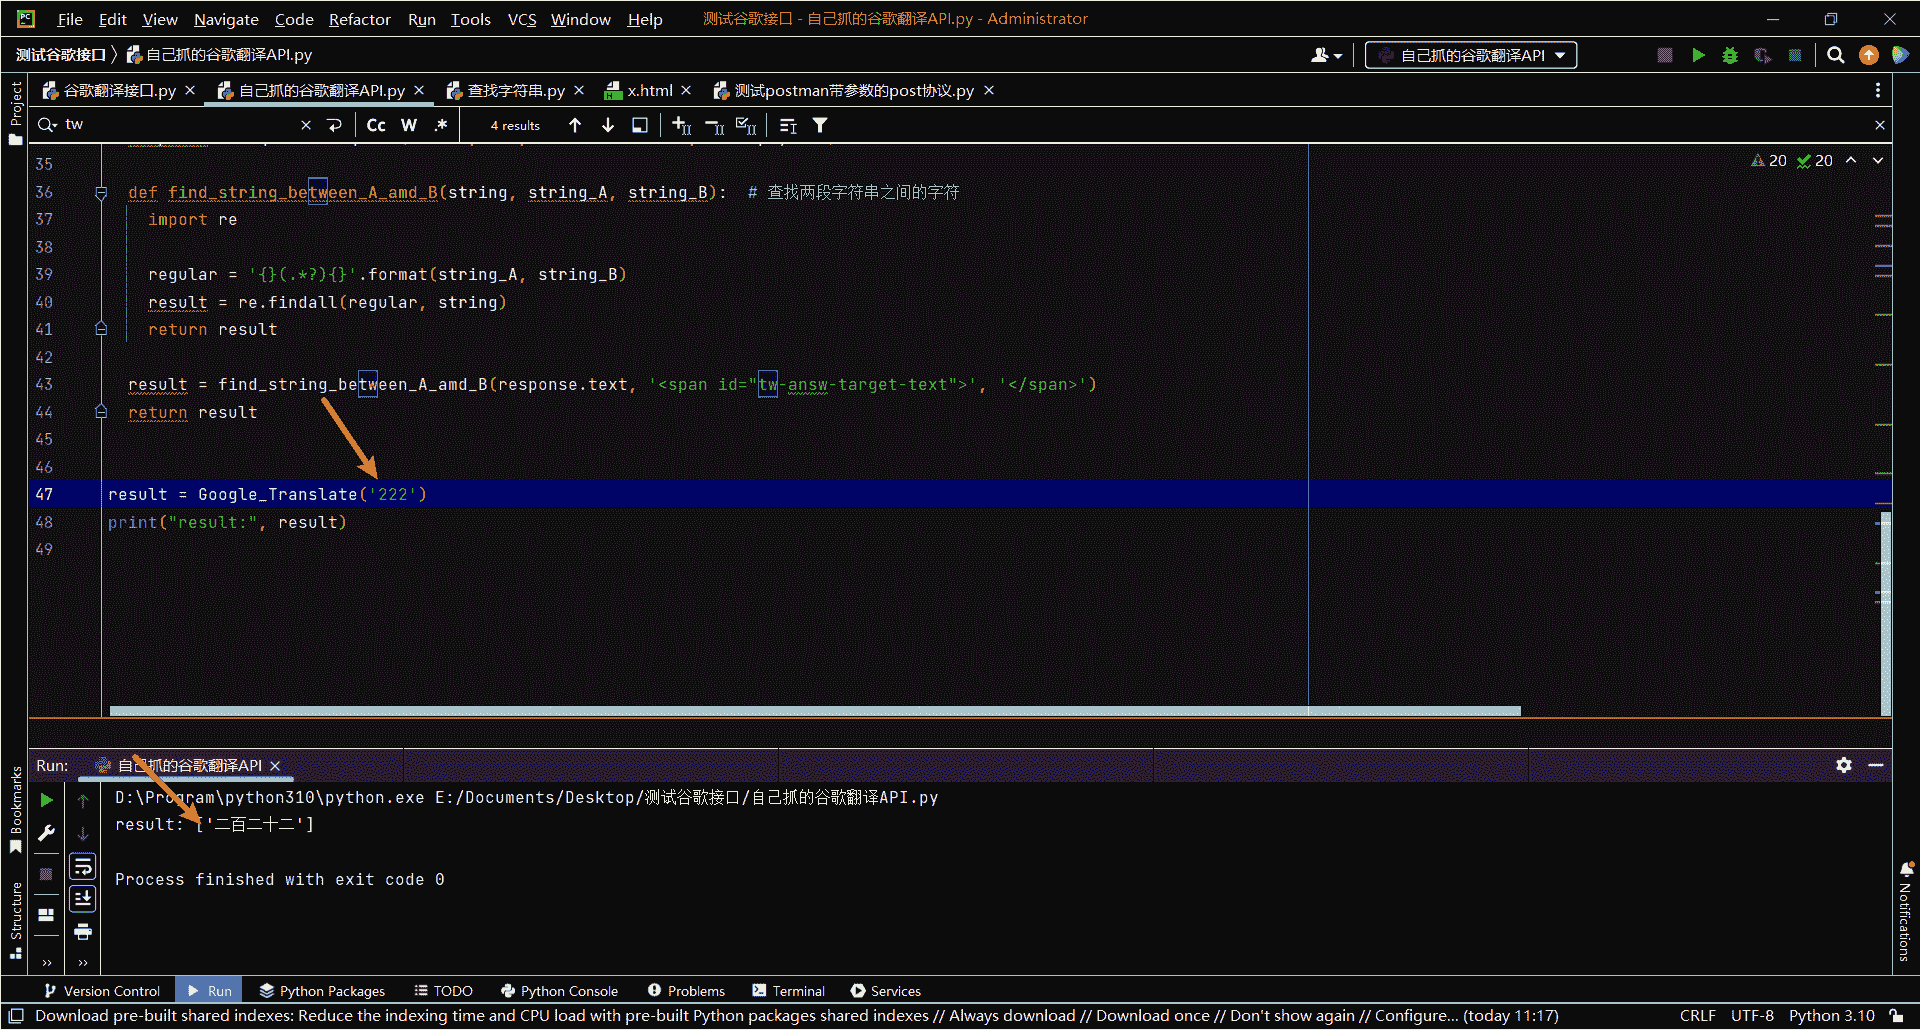 File Edit View Navigate Code Refactor Run Tools VCS Window Help 测试谷歌接口 - 自己抓的谷歌翻译API.py - Administrator
测试谷歌接口 〉 自己抓的谷歌翻译API.py
自己抓的谷歌翻译API
谷歌翻译接口.py 自己抓的谷歌翻译API.py 查找字符串.py x.html 测试postman带参数的post协议.py
tw Cc W .* 4 results
20 20
35
36 def find_string_between_A_amd_B(string, string_A, string_B): # 查找两段字符串之间的字符
37 import re
38
39 regular = '{}(.*?){}'.format(string_A, string_B)
40 result = re.findall(regular, string)
41 return result
42
43 result = find_string_between_A_amd_B(response.text, '<span id="tw-answ-target-text">', '</span>')
44 return result
45
46
47 result = Google_Translate('222')
48 print("result:", result)
49
Project
Bookmarks
Structure
Notifications
Run: 自己抓的谷歌翻译API
D:\Program\python310\python.exe E:/Documents/Desktop/测试谷歌接口/自己抓的谷歌翻译API.py
result: ['二百二十二']
Process finished with exit code 0
Version Control Run Python Packages TODO Python Console Problems Terminal Services
Download pre-built shared indexes: Reduce the indexing time and CPU load with pre-built Python packages shared indexes // Always download // Download once // Don't show again // Configure... (today 11:17) CRLF UTF-8 Python 3.10